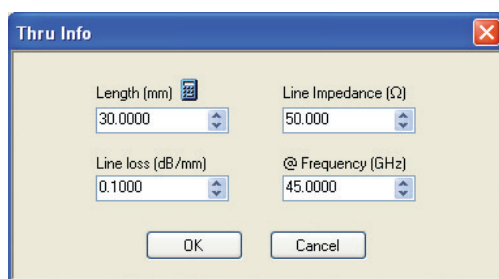 Thru Info
Length (mm) Line Impedance (Ω)
30.0000 50.000
Line loss (dB/mm) @ Frequency (GHz)
0.1000 45.0000
OK Cancel